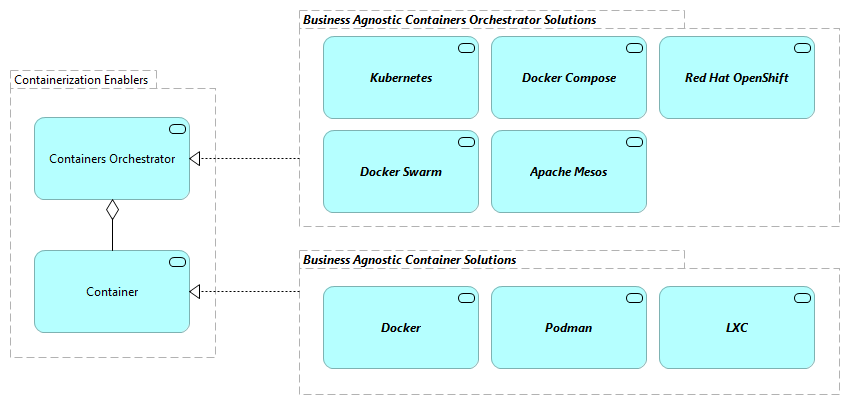 Business Agnostic Containers Orchestrator Solutions
Kubernetes
Docker Compose
Red Hat OpenShift
Docker Swarm
Apache Mesos
Containerization Enablers
Containers Orchestrator
Container
Business Agnostic Container Solutions
Docker
Podman
LXC